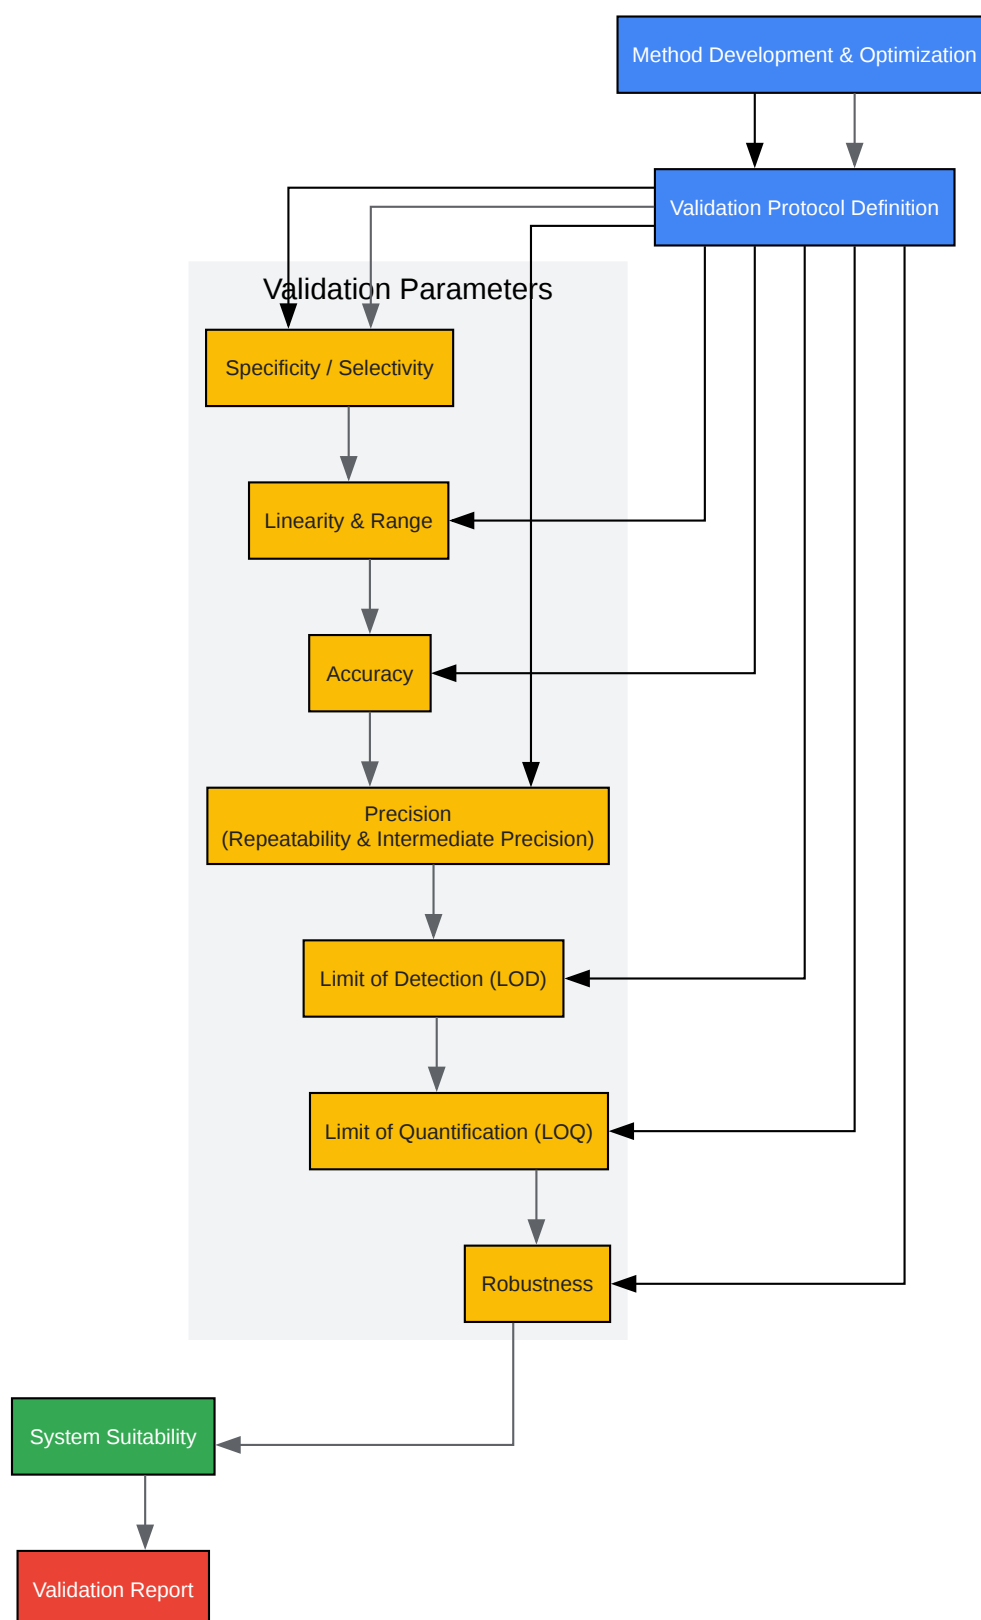 Method Development & Optimization
Validation Protocol Definition
Validation Parameters
Specificity / Selectivity
Linearity & Range
Accuracy
Precision
(Repeatability & Intermediate Precision)
Limit of Detection (LOD)
Limit of Quantification (LOQ)
Robustness
System Suitability
Validation Report